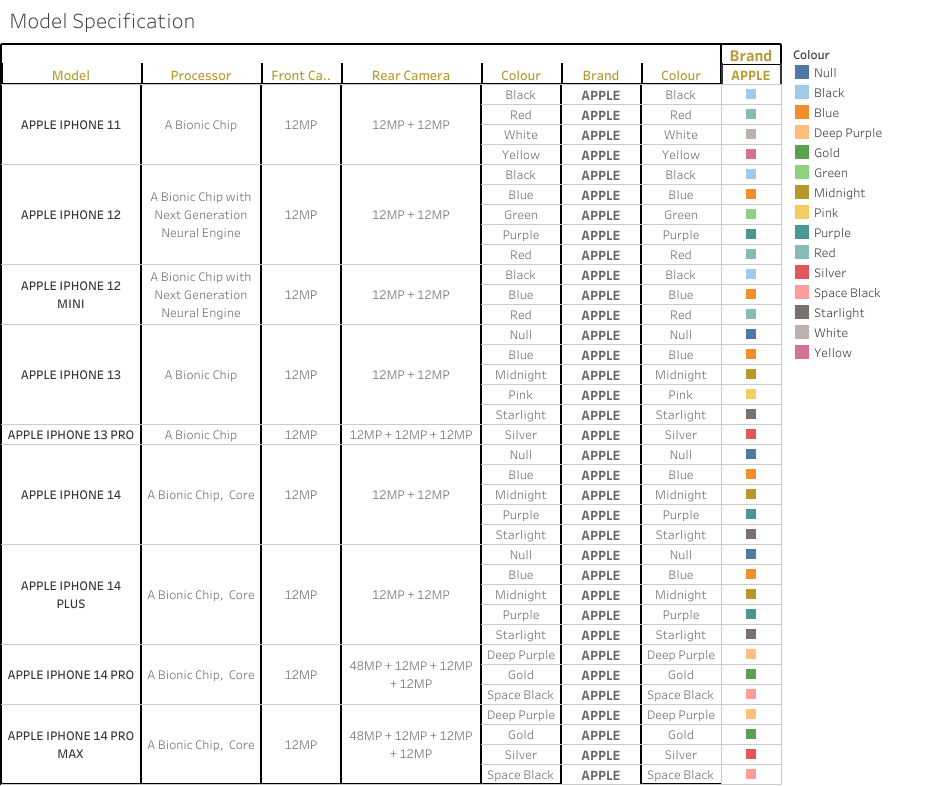 Model Specification
Brand
Model Processor Front Ca.. Rear Camera Colour Brand Colour APPLE
APPLE IPHONE 11 A Bionic Chip 12MP 12MP + 12MP
Black APPLE Black
Red APPLE Red
White APPLE White
Yellow APPLE Yellow
APPLE IPHONE 12
A Bionic Chip with
Next Generation
Neural Engine
12MP 12MP + 12MP
Black APPLE Black
Blue APPLE Blue
Green APPLE Green
Purple APPLE Purple
Red APPLE Red
APPLE IPHONE 12
MINI
A Bionic Chip with
Next Generation
Neural Engine
12MP 12MP + 12MP
Black APPLE Black
Blue APPLE Blue
Red APPLE Red
APPLE IPHONE 13 A Bionic Chip 12MP 12MP + 12MP
Null APPLE Null
Blue APPLE Blue
Midnight APPLE Midnight
Pink APPLE Pink
Starlight APPLE Starlight
APPLE IPHONE 13 PRO A Bionic Chip 12MP 12MP + 12MP + 12MP Silver APPLE Silver
APPLE IPHONE 14 A Bionic Chip, Core 12MP 12MP + 12MP
Null APPLE Null
Blue APPLE Blue
Midnight APPLE Midnight
Purple APPLE Purple
Starlight APPLE Starlight
APPLE IPHONE 14
PLUS
A Bionic Chip, Core 12MP 12MP + 12MP
Null APPLE Null
Blue APPLE Blue
Midnight APPLE Midnight
Purple APPLE Purple
Starlight APPLE Starlight
APPLE IPHONE 14 PRO A Bionic Chip, Core 12MP
48MP + 12MP + 12MP
+ 12MP
Deep Purple APPLE Deep Purple
Gold APPLE Gold
Space Black APPLE Space Black
APPLE IPHONE 14 PRO
MAX
A Bionic Chip, Core 12MP
48MP + 12MP + 12MP
+ 12MP
Deep Purple APPLE Deep Purple
Gold APPLE Gold
Silver APPLE Silver
Space Black APPLE Space Black
Colour
Null
Black
Blue
Deep Purple
Gold
Green
Midnight
Pink
Purple
Red
Silver
Space Black
Starlight
White
Yellow